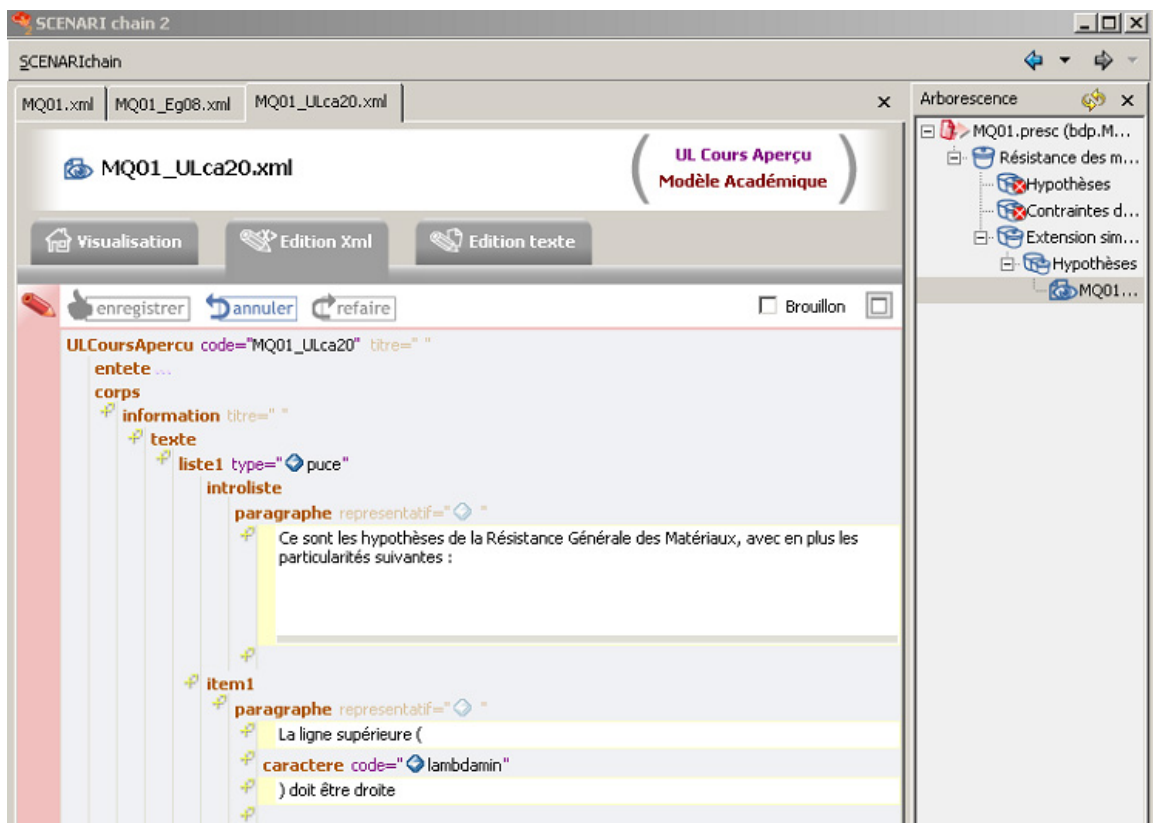 SCENARI chain 2
SCENARIchain
MQ01.xml MQ01_Eg08.xml MQ01_ULca20.xml
MQ01_ULca20.xml
UL Cours Aperçu
Modèle Académique
Visualisation Edition Xml Edition texte
enregistrer annuler refaire Brouillon
ULCoursApercu code="MQ01_ULca20" titre=" "
entete ...
corps
information titre=" "
texte
liste1 type="puce"
introliste
paragraphe representatif=" "
Ce sont les hypothèses de la Résistance Générale des Matériaux, avec en plus les
particularités suivantes :
item1
paragraphe representatif=" "
La ligne supérieure (
caractere code="lambdamin"
) doit être droite
Arborescence
MQ01.presc (bdp.M...
Résistance des m...
Hypothèses
Contraintes d...
Extension sim...
Hypothèses
MQ01...